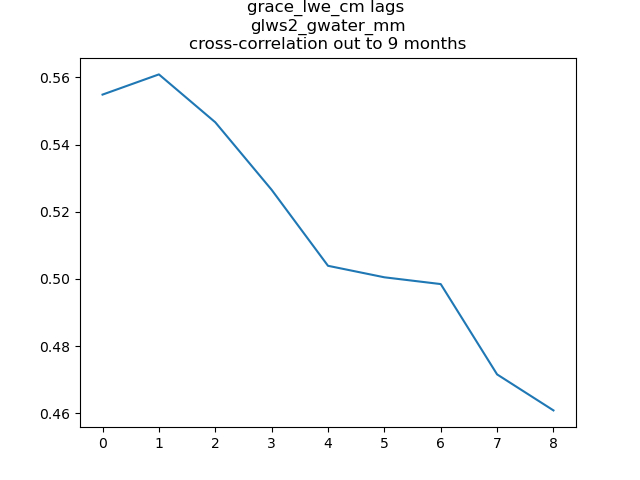 grace_lwe_cm lags
glws2_gwater_mm
cross-correlation out to 9 months
0.56
0.54
0.52
0.50
0.48
0.46
0 1 2 3 4 5 6 7 8